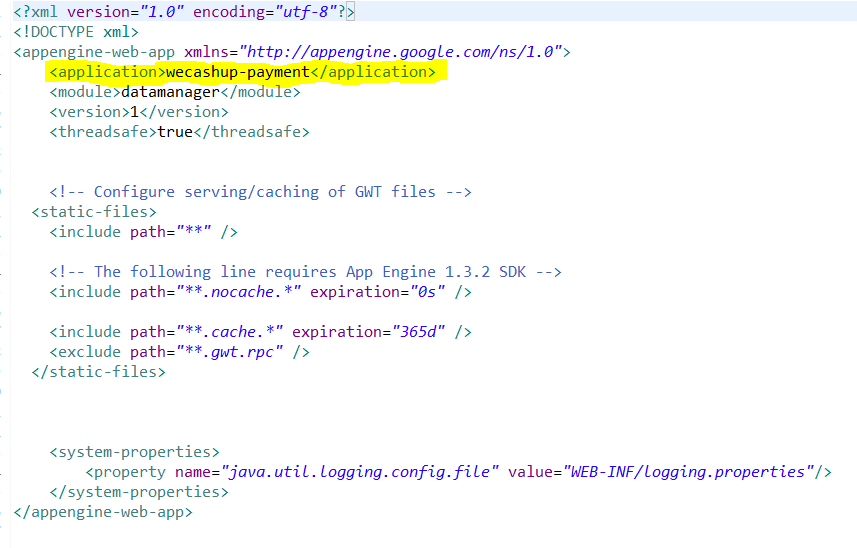 <?xml version="1.0" encoding="utf-8"?>
<!DOCTYPE xml>
<appengine-web-app xmlns="http://appengine.google.com/ns/1.0">
<application>wecashup-payment</application>
<module>datamanager</module>
<version>1</version>
<threadsafe>true</threadsafe>
<!-- Configure serving/caching of GWT files -->
<static-files>
<include path="**" />
<!-- The following line requires App Engine 1.3.2 SDK -->
<include path="**.nocache.*" expiration="0s" />
<include path="**.cache.*" expiration="365d" />
<exclude path="**.gwt.rpc" />
</static-files>
<system-properties>
<property name="java.util.logging.config.file" value="WEB-INF/logging.properties"/>
</system-properties>
</appengine-web-app>